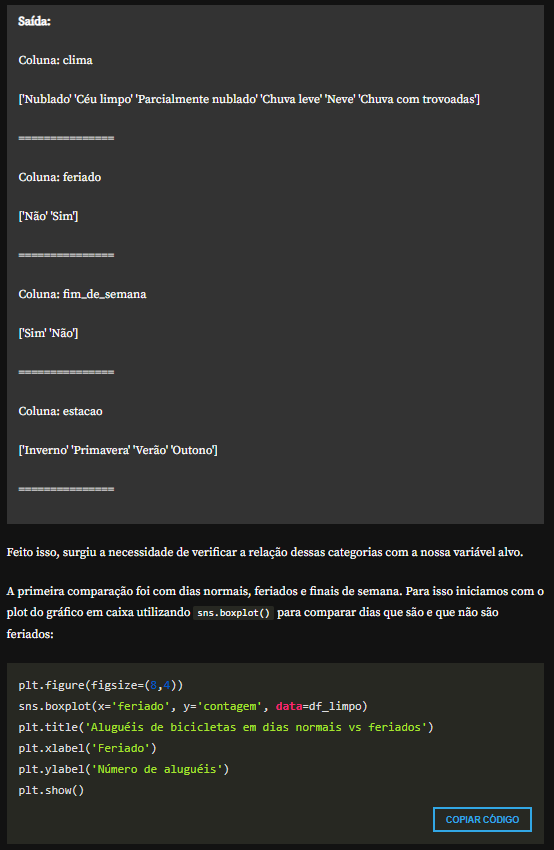 Saída:
Coluna: clima
['Nublado' 'Céu limpo' 'Parcialmente nublado' 'Chuva leve' 'Neve' 'Chuva com trovoadas']
===============
Coluna: feriado
['Não' 'Sim']
===============
Coluna: fim_de_semana
['Sim' 'Não']
===============
Coluna: estacao
['Inverno' 'Primavera' 'Verão' 'Outono']
===============
Feito isso, surgiu a necessidade de verificar a relação dessas categorias com a nossa variável alvo.
A primeira comparação foi com dias normais, feriados e finais de semana. Para isso iniciamos com o
plot do gráfico em caixa utilizando sns.boxplot() para comparar dias que são e que não são
feriados:
plt.figure(figsize=(8,4))
sns.boxplot(x='feriado', y='contagem', data=df_limpo)
plt.title('Aluguéis de bicicletas em dias normais vs feriados')
plt.xlabel('Feriado')
plt.ylabel('Número de aluguéis')
plt.show()
COPIAR CÓDIGO